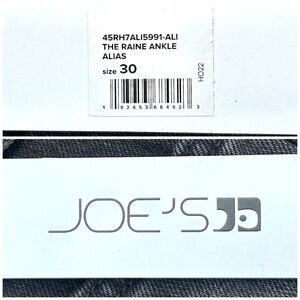 45RH7ALI5991-ALI
THE RAINE ANKLE
ALIAS
size 30
HO22
JOE'S